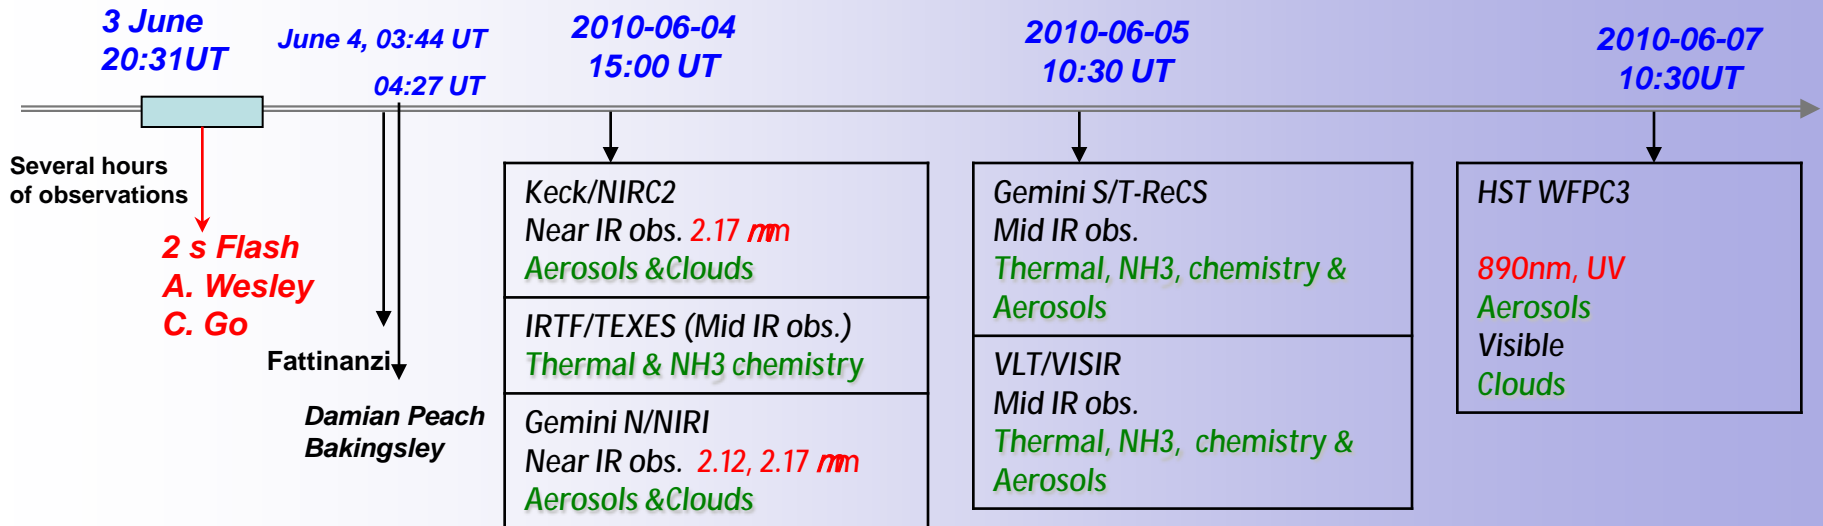 3 June
20:31UT
June 4, 03:44 UT
04:27 UT
2010-06-04
15:00 UT
2010-06-05
10:30 UT
2010-06-07
10:30UT
Several hours
of observations
2 s Flash
A. Wesley
C. Go
Fattinanzi
Damian Peach
Bakingsley
Keck/NIRC2
Near IR obs. 2.17 mm
Aerosols &Clouds
IRTF/TEXES (Mid IR obs.)
Thermal & NH3 chemistry
Gemini N/NIRI
Near IR obs. 2.12, 2.17 mm
Aerosols &Clouds
Gemini S/T-ReCS
Mid IR obs.
Thermal, NH3, chemistry &
Aerosols
VLT/VISIR
Mid IR obs.
Thermal, NH3, chemistry &
Aerosols
HST WFPC3
890nm, UV
Aerosols
Visible
Clouds